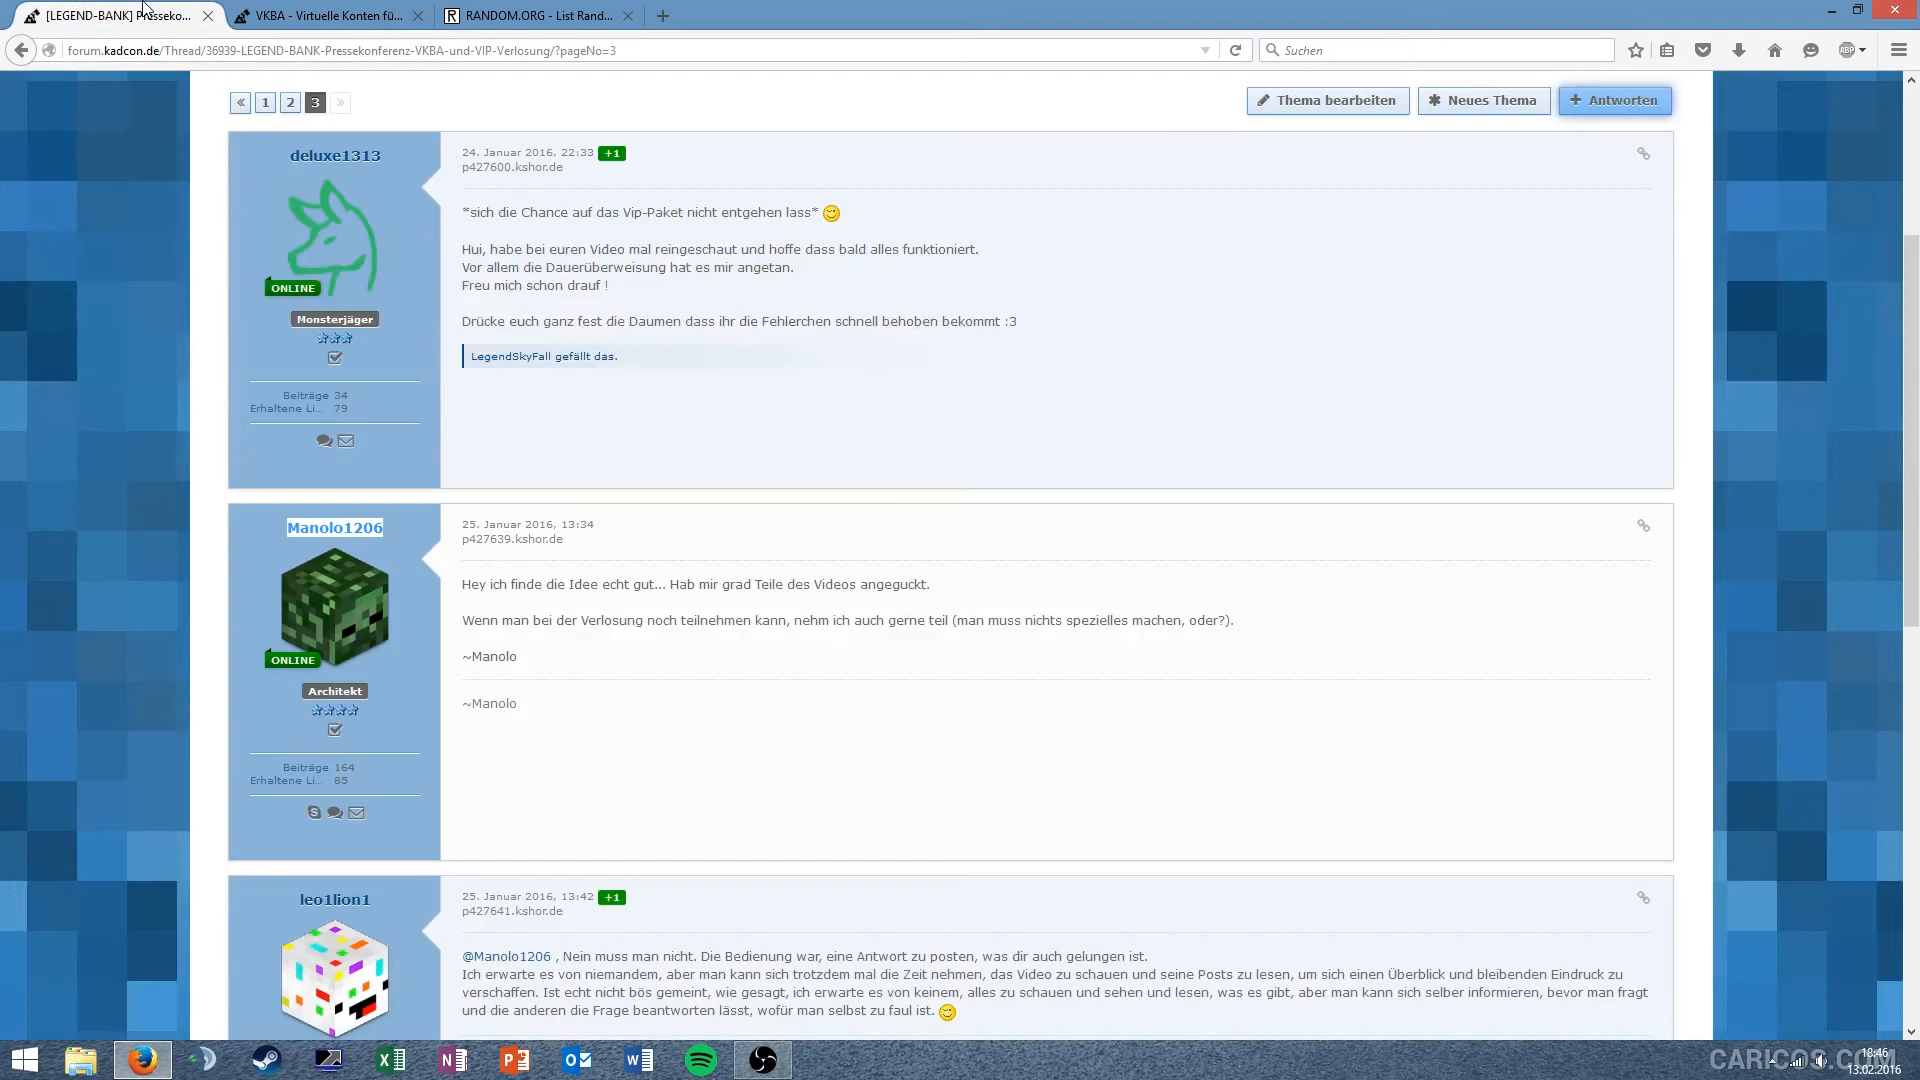 [LEGEND-BANK] Presseko...
VKBA - Virtuelle Konten fü...
RANDOM.ORG - List Rand...
forum.kadcon.de/Thread/36939-LEGEND-BANK-Pressekonferenz-VKBA-und-VIP-Verlosung/?pageNo=3
Suchen
ABP
« 1 2 3 »
Thema bearbeiten
Neues Thema
Antworten
deluxe1313
24. Januar 2016, 22:33 +1
p427600.kshor.de
*sich die Chance auf das Vip-Paket nicht entgehen lass*
Hui, habe bei euren Video mal reingeschaut und hoffe dass bald alles funktioniert.
Vor allem die Dauerüberweisung hat es mir angetan.
Freu mich schon drauf !
Drücke euch ganz fest die Daumen dass ihr die Fehlerchen schnell behoben bekommt :3
LegendSkyFall gefällt das.
ONLINE
Monsterjäger
Beiträge 34
Erhaltene Li... 79
Manolo1206
25. Januar 2016, 13:34
p427639.kshor.de
Hey ich finde die Idee echt gut... Hab mir grad Teile des Videos angeguckt.
Wenn man bei der Verlosung noch teilnehmen kann, nehm ich auch gerne teil (man muss nichts spezielles machen, oder?).
~Manolo
~Manolo
ONLINE
Architekt
Beiträge 164
Erhaltene Li... 85
leo1lion1
25. Januar 2016, 13:42 +1
p427641.kshor.de
@Manolo1206 , Nein muss man nicht. Die Bedienung war, eine Antwort zu posten, was dir auch gelungen ist.
Ich erwarte es von niemandem, aber man kann sich trotzdem mal die Zeit nehmen, das Video zu schauen und seine Posts zu lesen, um sich einen Überblick und bleibenden Eindruck zu
verschaffen. Ist echt nicht bös gemeint, wie gesagt, ich erwarte es von keinem, alles zu schauen und sehen und lesen, was es gibt, aber man kann sich selber informieren, bevor man fragt
und die anderen die Frage beantworten lässt, wofür man selbst zu faul ist.
CARICOS.COM
18:46
13.02.2016